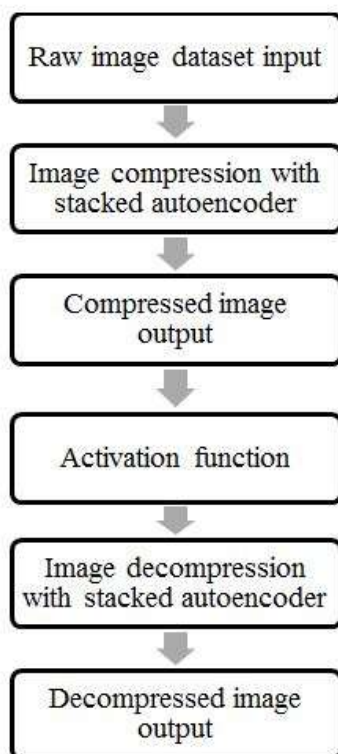 Raw image dataset input
Image compression with
stacked autoencoder
Compressed image
output
Activation function
Image decompression
with stacked autoencoder
Decompressed image
output